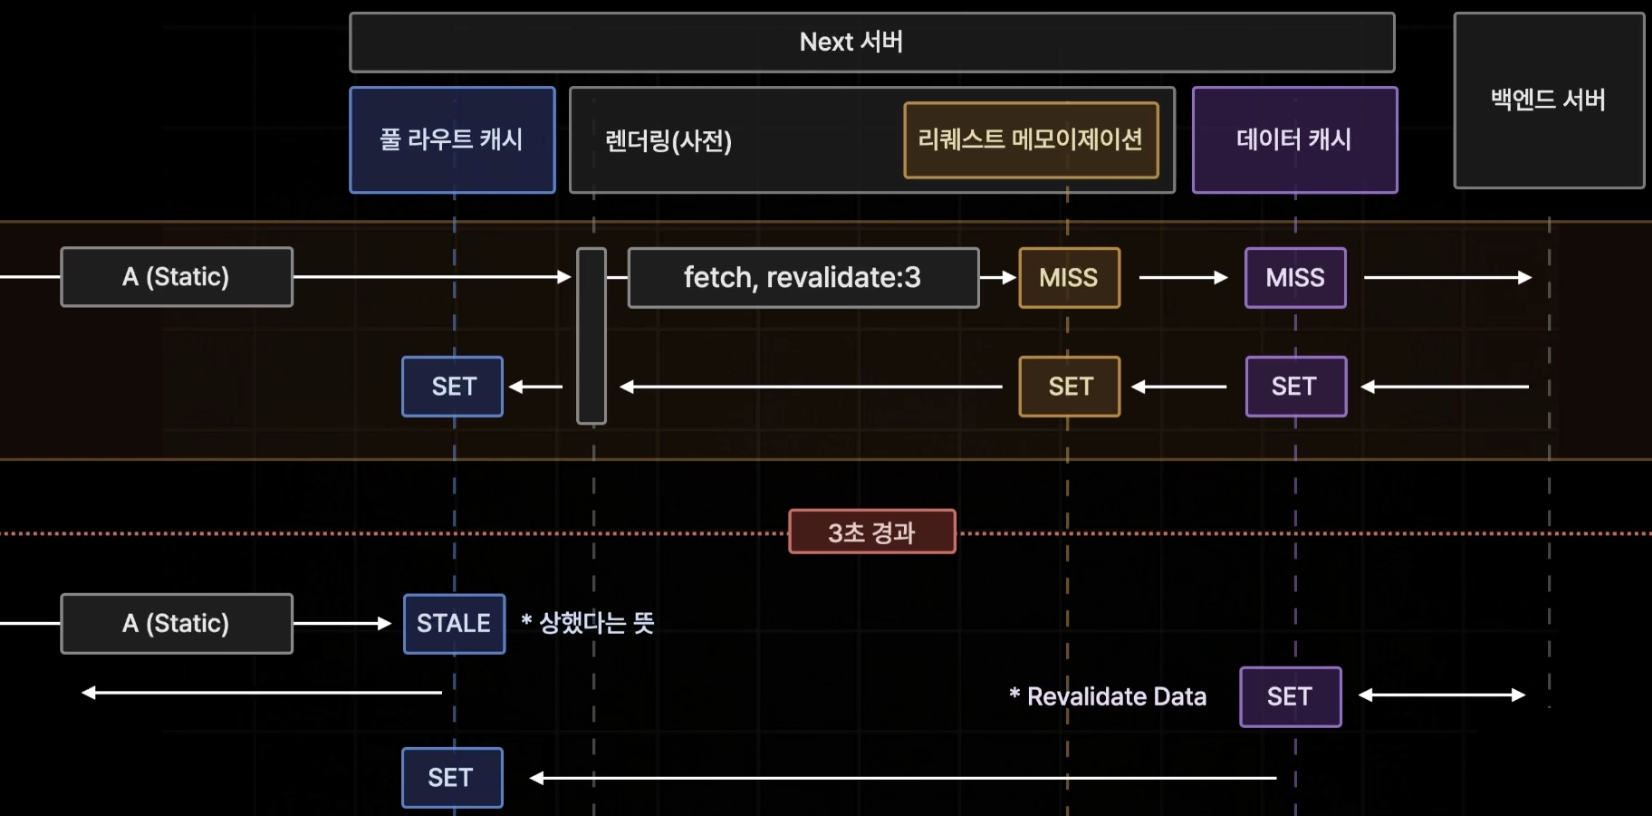 Next 서버
백엔드 서버
풀 라우트 캐시
렌더링(사전)
리퀘스트 메모이제이션
데이터 캐시
A (Static)
fetch, revalidate:3
MISS
MISS
SET
SET
SET
3초 경과
A (Static)
STALE
* 상했다는 뜻
* Revalidate Data
SET
SET